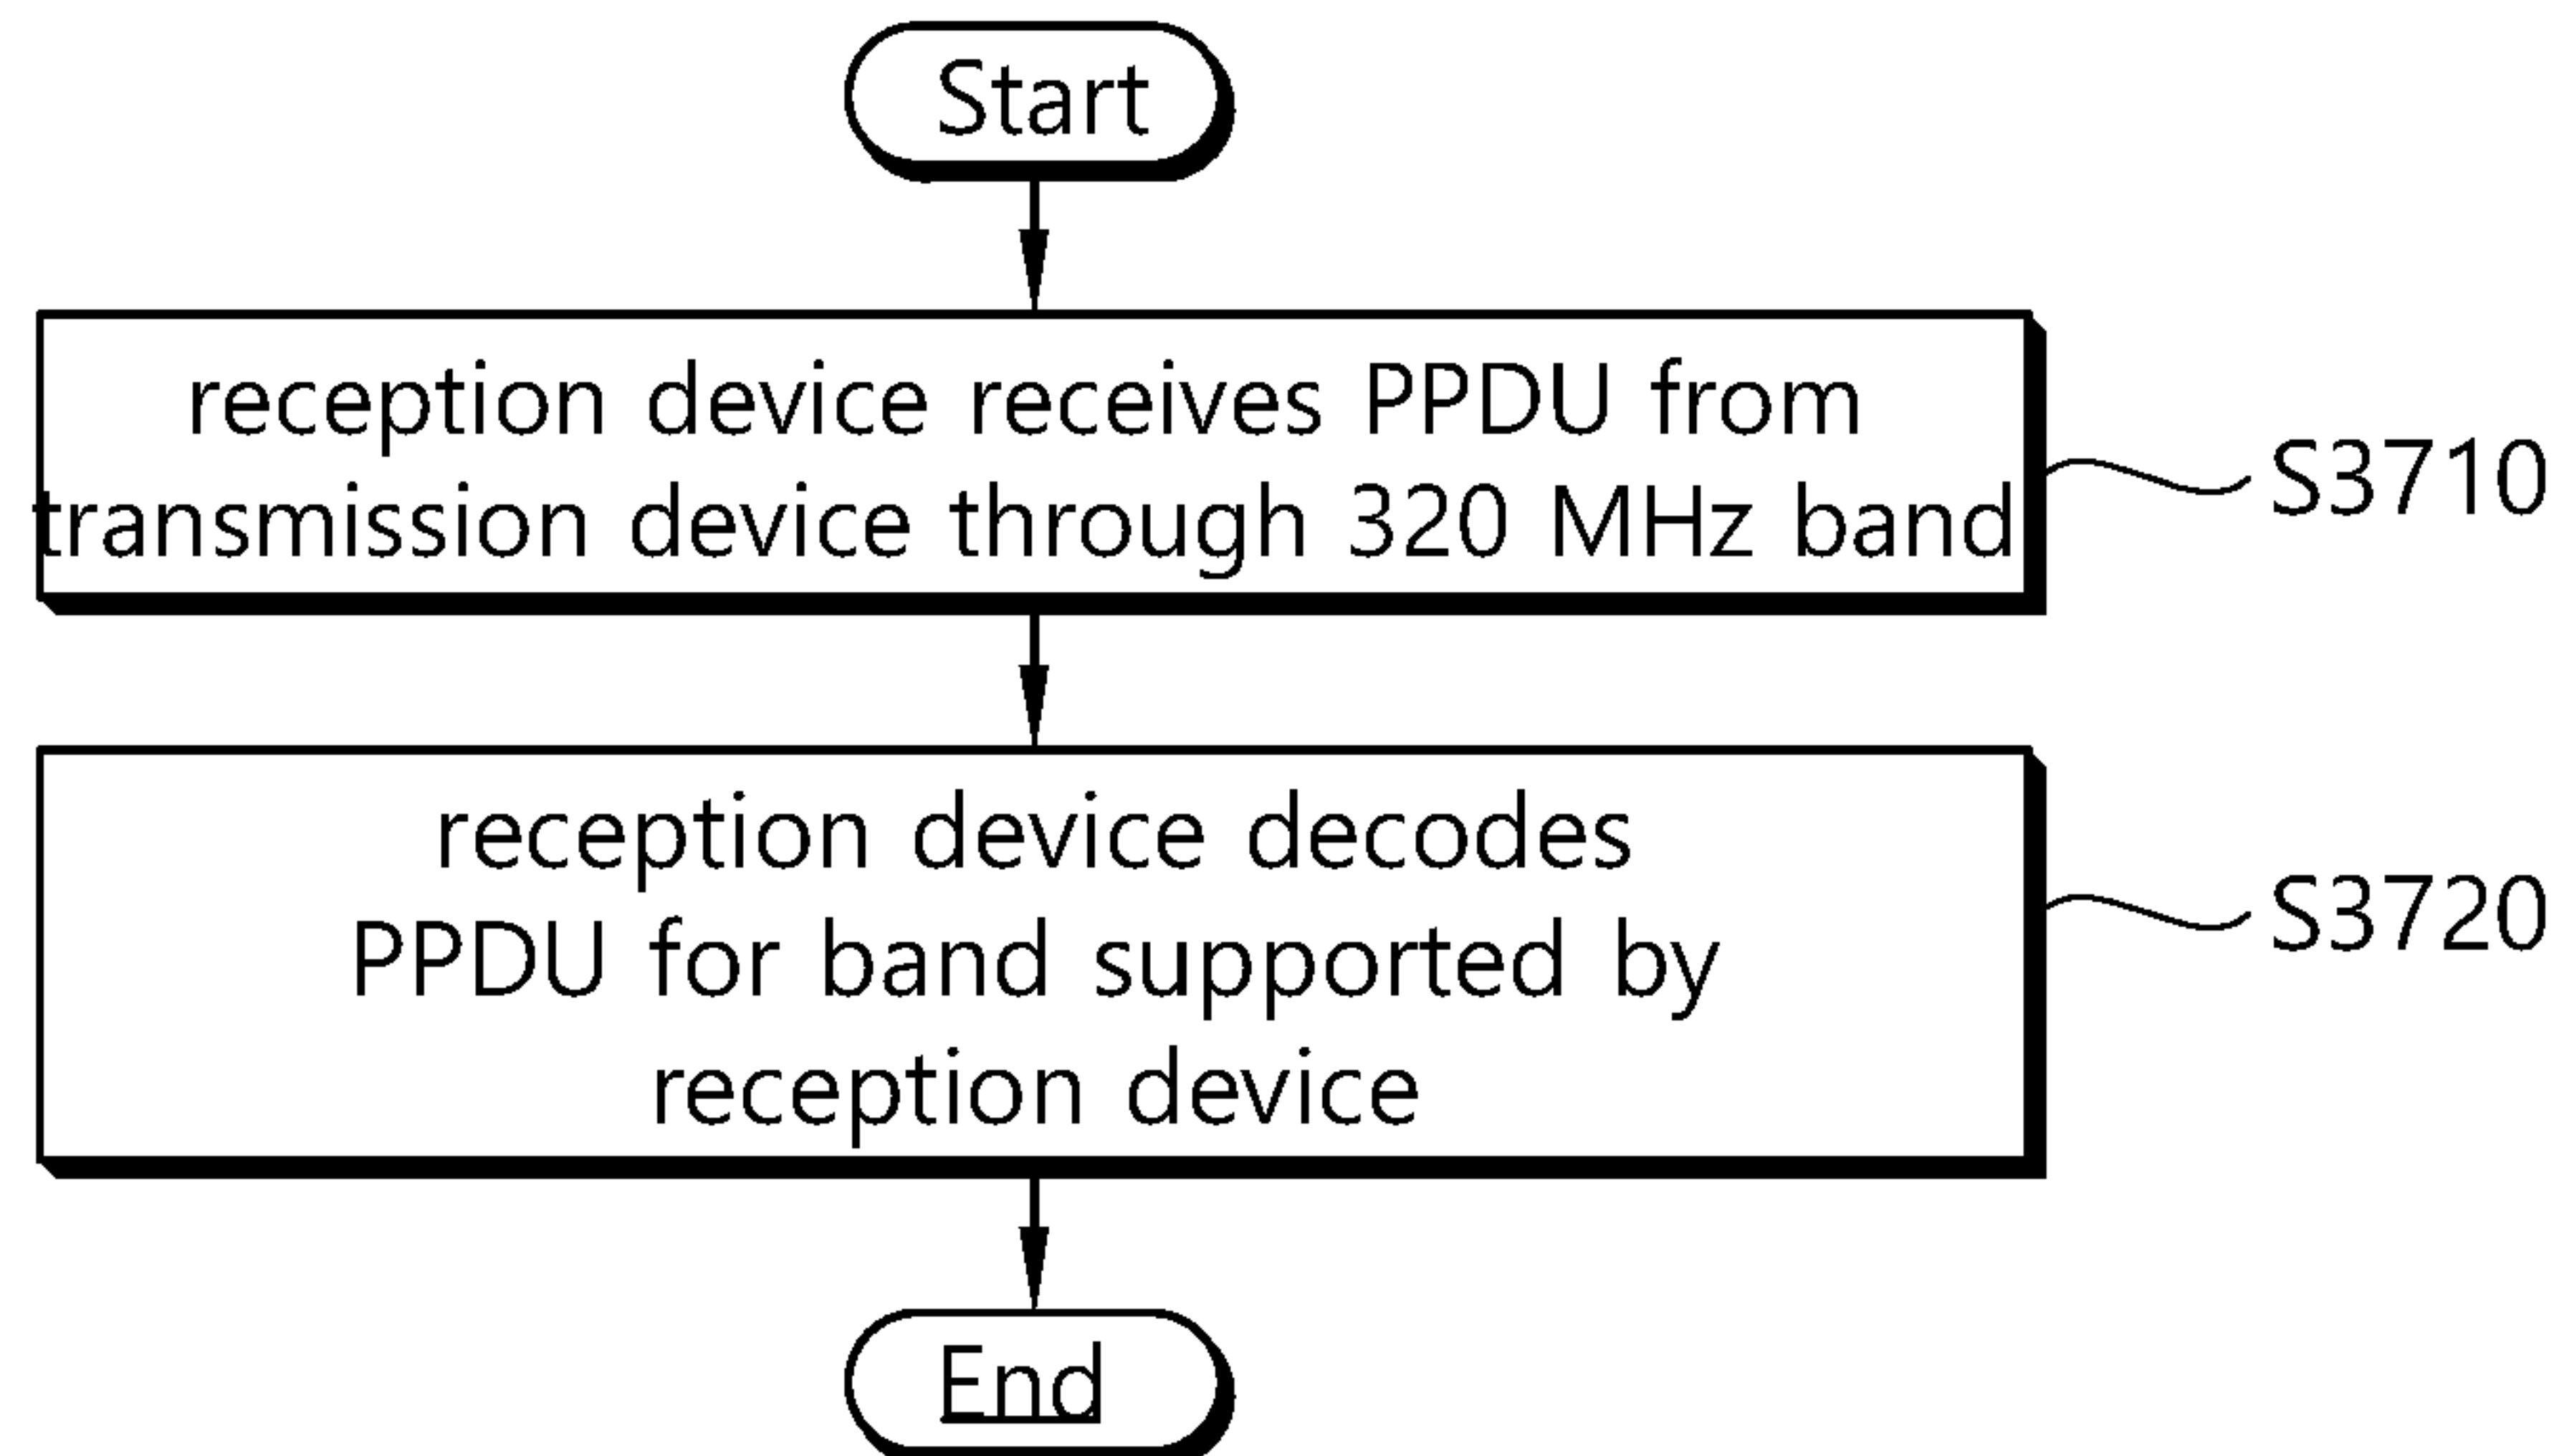 Start
reception device receives PPDU from
transmission device through 320 MHz band
S3710
reception device decodes
PPDU for band supported by
reception device
S3720
End